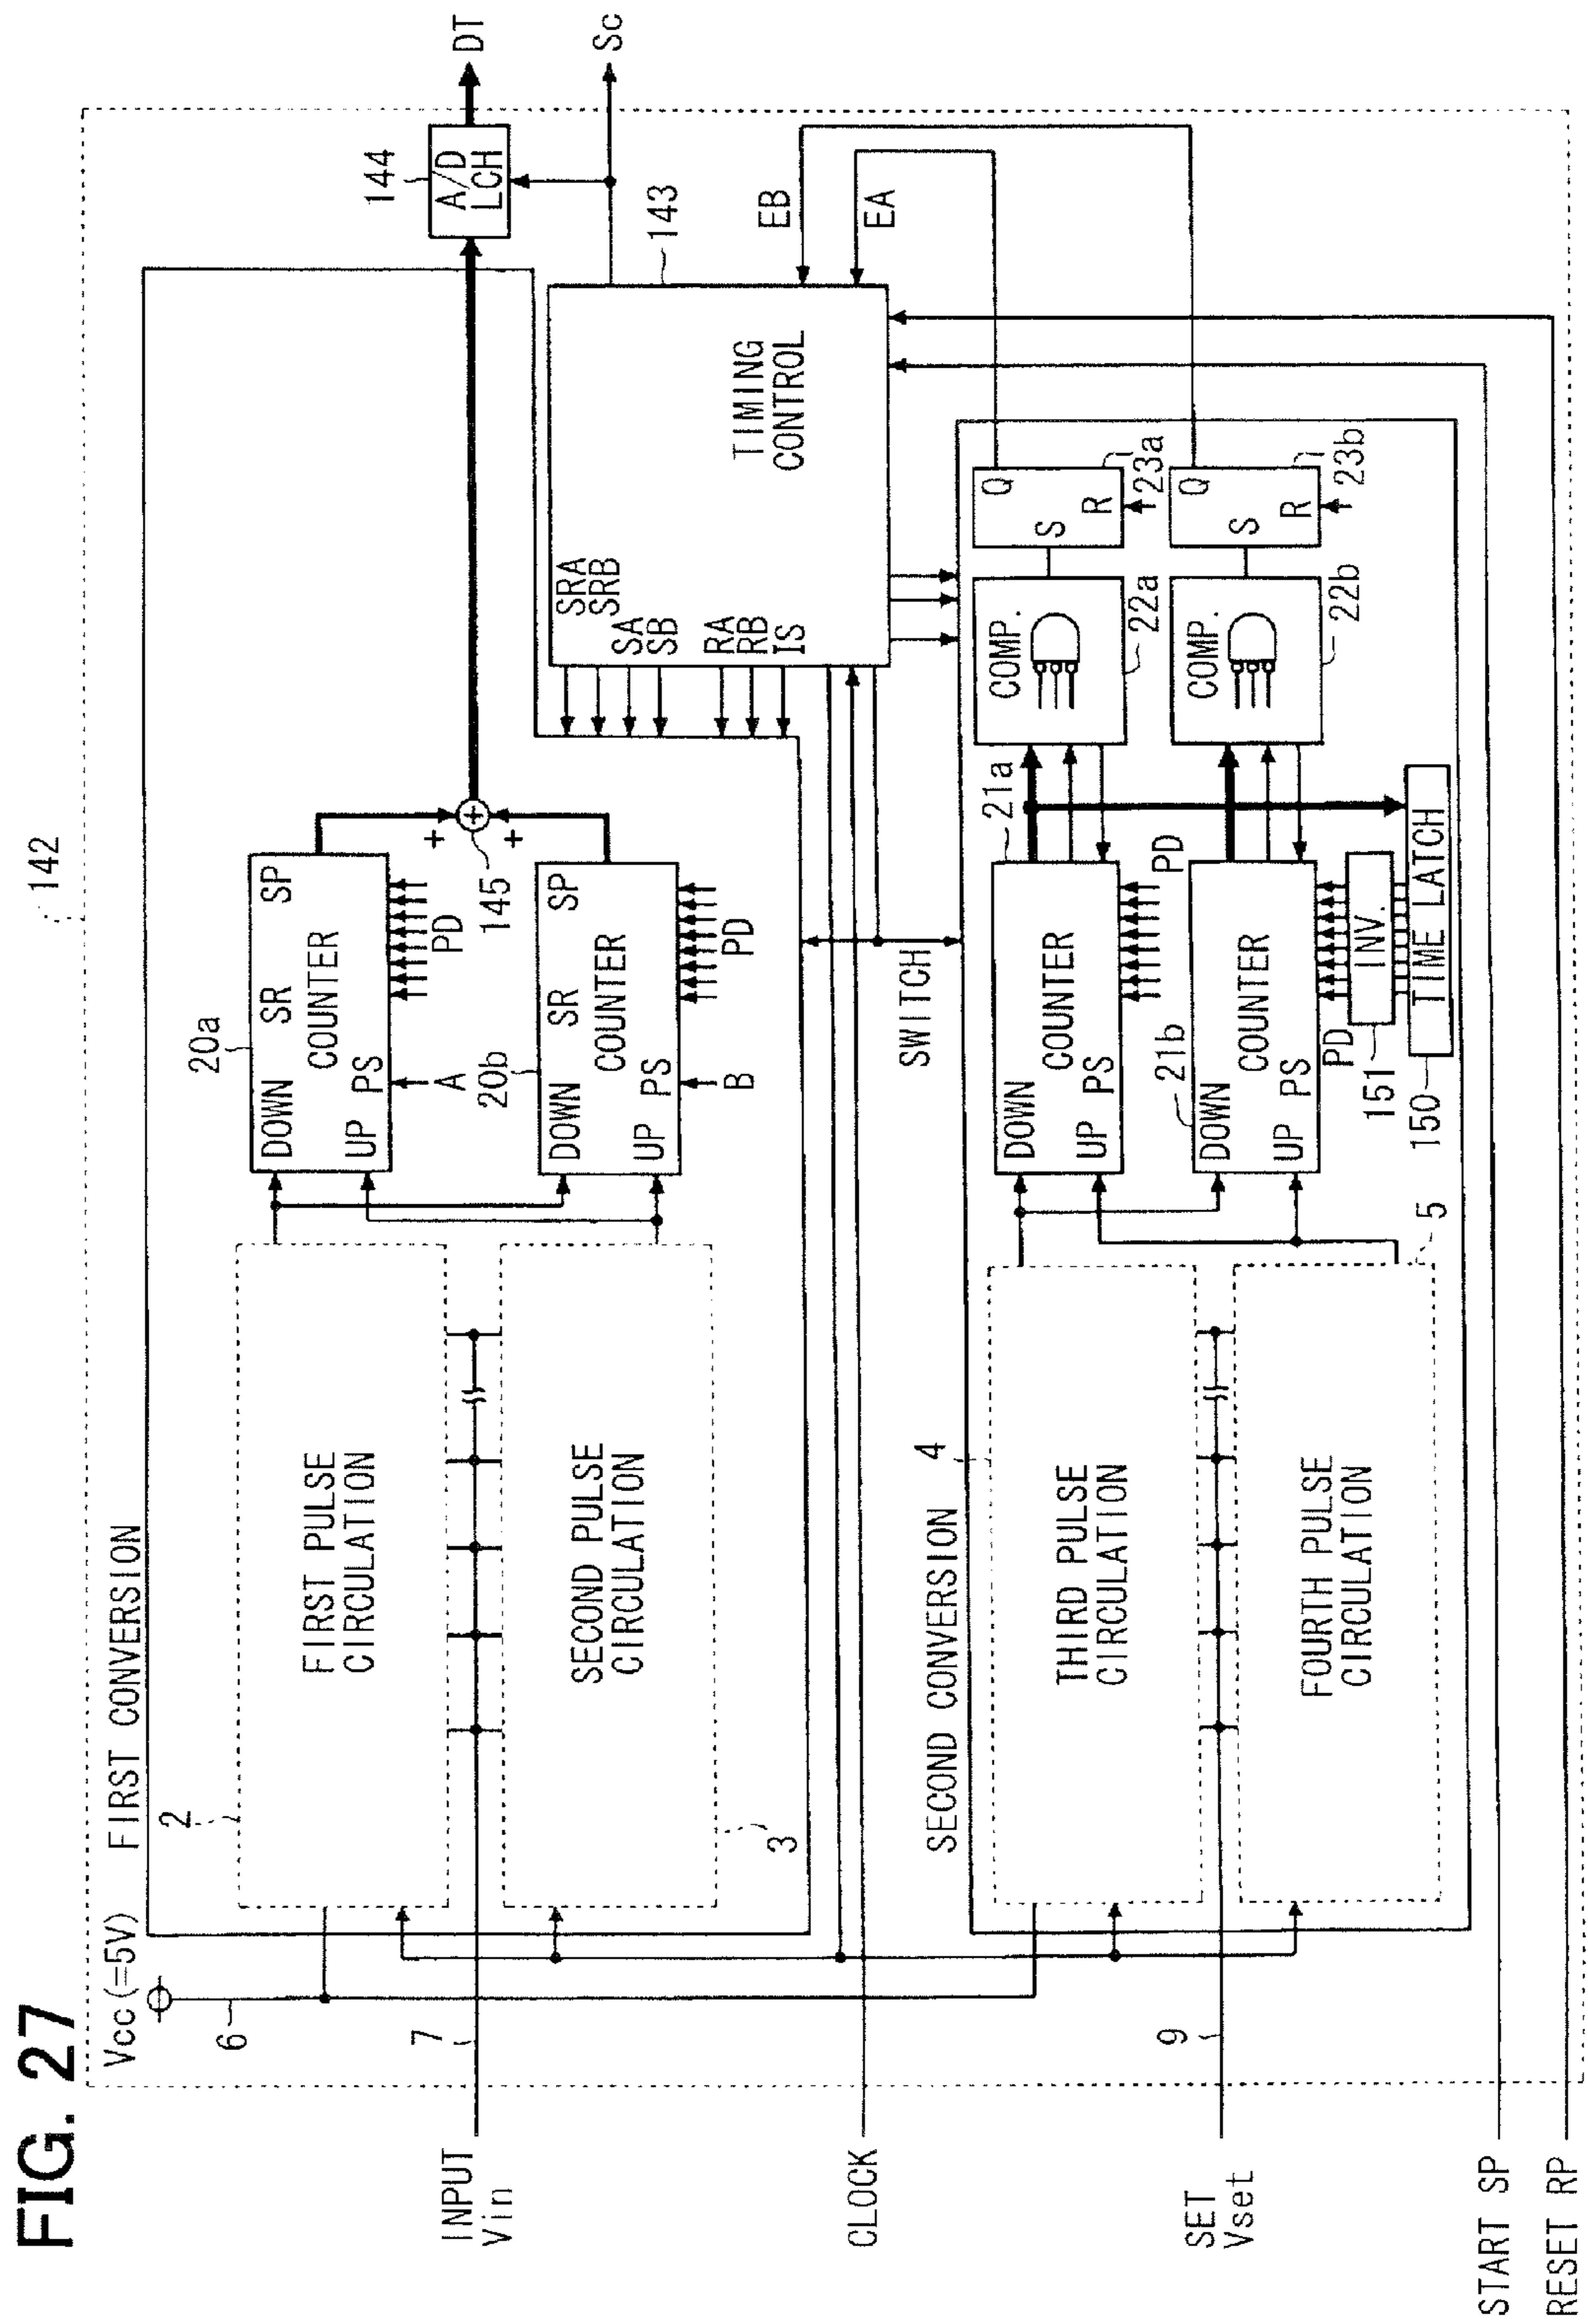 FIG. 27
142
Vcc (=5V)
FIRST CONVERSION
6
2
FIRST PULSE
CIRCULATION
20a
DOWN
SR
SP
COUNTER
UP
PS
A
PD
144
A/D
LCH
DT
Sc
INPUT
Vin
7
+
+
+
145
SECOND PULSE
CIRCULATION
3
20b
DOWN
SR
SP
COUNTER
UP
PS
B
PD
SRA
SRB
SA
SB
RA
RB
IS
TIMING
CONTROL
143
EB
EA
CLOCK
SWITCH
SECOND CONVERSION
4
THIRD PULSE
CIRCULATION
21a
DOWN
COUNTER
UP
PS
PD
COMP.
22a
Q
S
R
23a
SET
Vset
9
FOURTH PULSE
CIRCULATION
5
21b
DOWN
COUNTER
UP
PS
PD
COMP.
22b
Q
S
R
23b
151
INV.
150
TIME LATCH
START SP
RESET RP